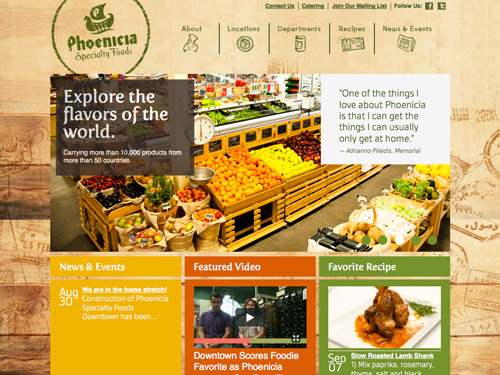 Contact Us | Catering | Join Our Mailing List | Follow Us:
Phoenicia
Specialty Foods
About
Locations
Departments
Recipes
News & Events
Explore the
flavors of the
world.
Carrying more than 10,000 products from
more than 50 countries.
"One of the things I
love about Phoenicia
is that I can get the
things I can usually
only get at home."
— Adrianno Pileidis, Memorial
News & Events
Aug
30
We are in the home stretch!
Construction of Phoenicia
Specialty Foods
Downtown has been...
Featured Video
Downtown Scores Foodie
Favorite as Phoenicia
Favorite Recipe
Sep
07
Slow Roasted Lamb Shank
1) Mix paprika, rosemary,
thyme, salt and black